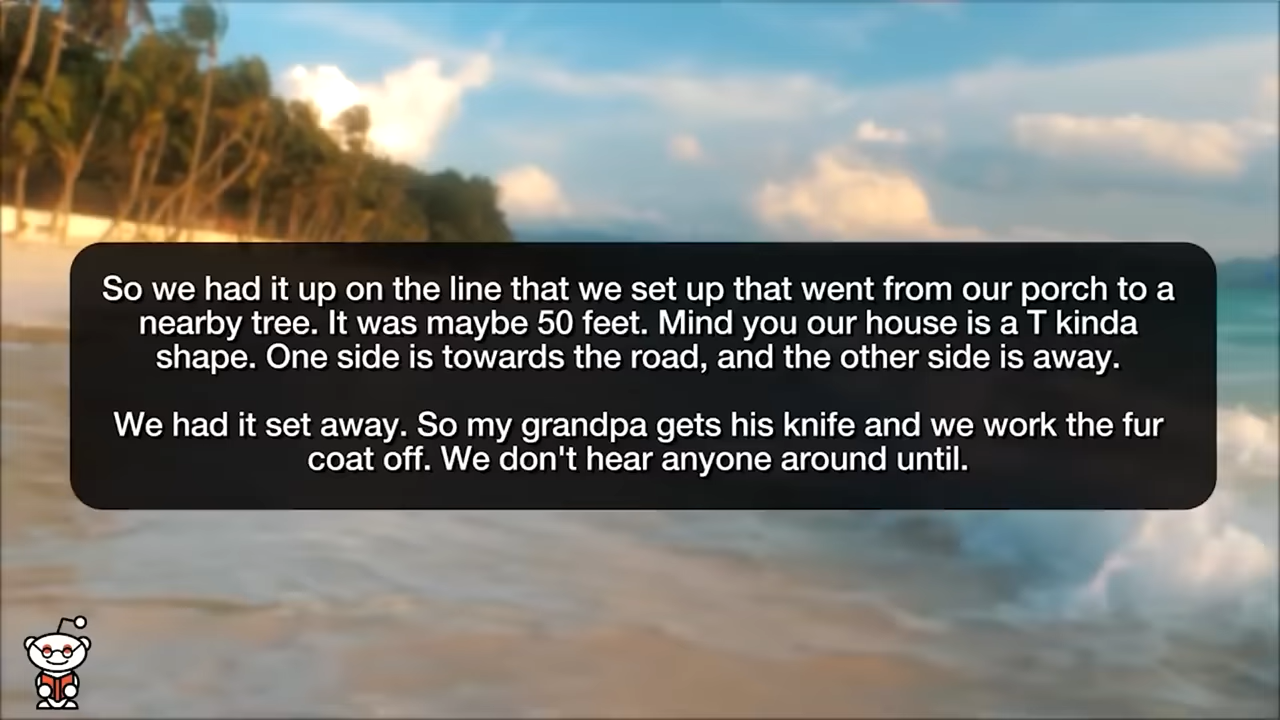 So we had it up on the line that we set up that went from our porch to a
nearby tree. It was maybe 50 feet. Mind you our house is a T kinda
shape. One side is towards the road, and the other side is away.
We had it set away. So my grandpa gets his knife and we work the fur
coat off. We don't hear anyone around until.